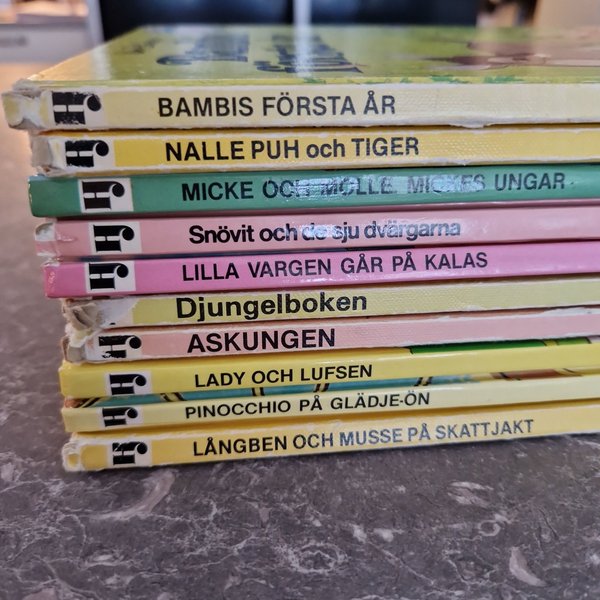 BAMBIS FÖRSTA ÅR
NALLE PUH och TIGER
MICKE OCH MOLLE MICKES UNGAR
Snövit och de sju dvärgarna
LILLA VARGEN GÅR PÅ KALAS
Djungelboken
ASKUNGEN
LADY OCH LUFSEN
PINOCCHIO PÅ GLÄDJE-ÖN
LÅNGBEN OCH MUSSE PÅ SKATTJAKT